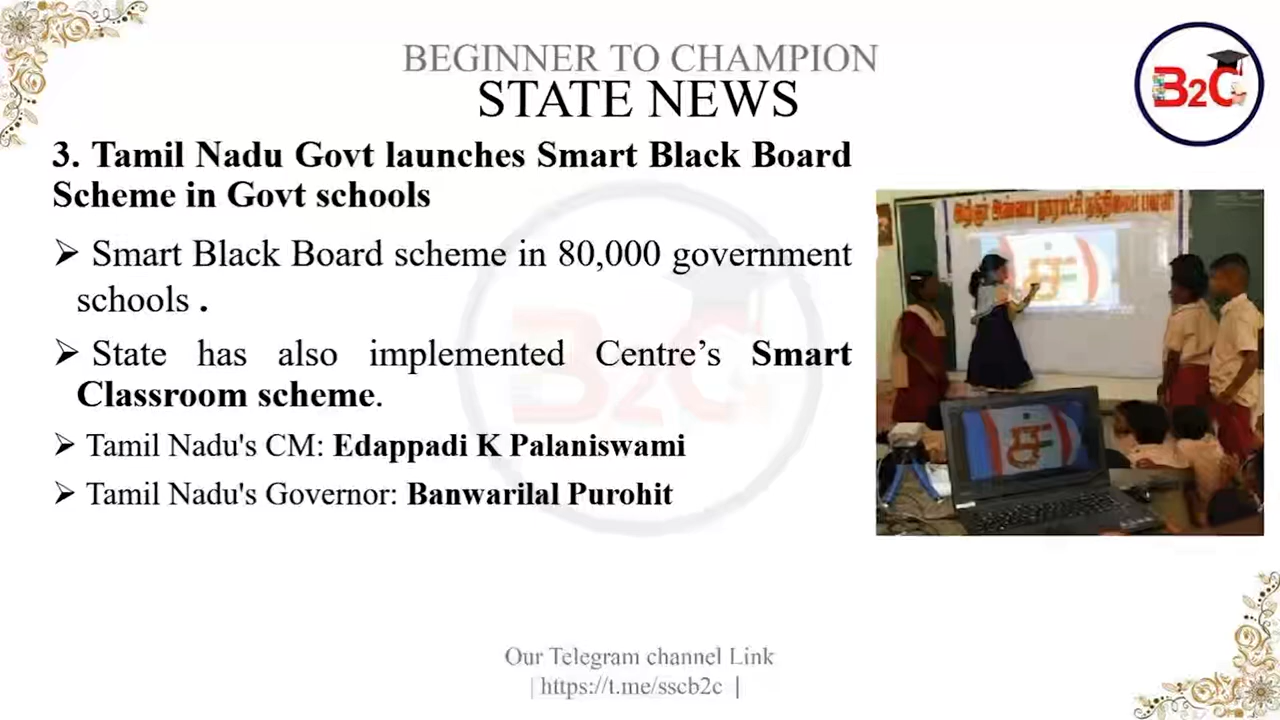 BEGINNER TO CHAMPION
STATE NEWS
B2C
3. Tamil Nadu Govt launches Smart Black Board
Scheme in Govt schools
➢ Smart Black Board scheme in 80,000 government
schools .
➢ State has also implemented Centre’s Smart
Classroom scheme.
➢ Tamil Nadu's CM: Edappadi K Palaniswami
➢ Tamil Nadu's Governor: Banwarilal Purohit
B2C
Our Telegram channel Link
| https://t.me/sscb2c |